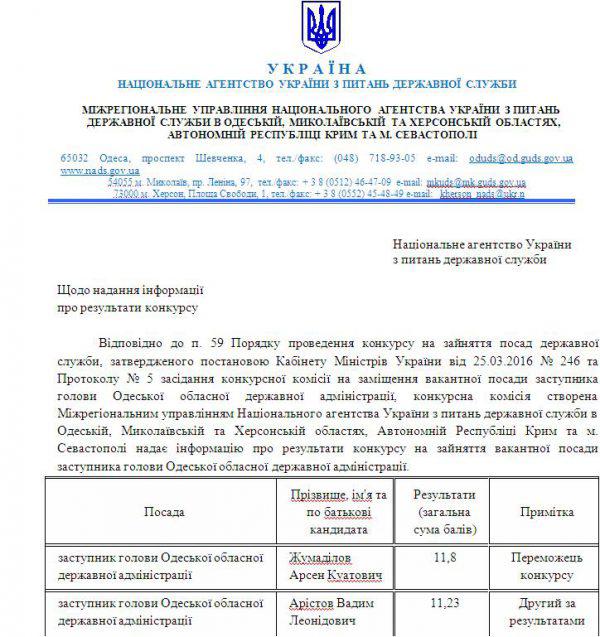 УКРАЇНА
НАЦІОНАЛЬНЕ АГЕНТСТВО УКРАЇНИ З ПИТАНЬ ДЕРЖАВНОЇ СЛУЖБИ
МІЖРЕГІОНАЛЬНЕ УПРАВЛІННЯ НАЦІОНАЛЬНОГО АГЕНТСТВА УКРАЇНИ З ПИТАНЬ
ДЕРЖАВНОЇ СЛУЖБИ В ОДЕСЬКІЙ, МИКОЛАЇВСЬКІЙ ТА ХЕРСОНСЬКІЙ ОБЛАСТЯХ,
АВТОНОМНІЙ РЕСПУБЛІЦІ КРИМ ТА М. СЕВАСТОПОЛІ
65032 Одеса, проспект Шевченка, 4, тел./факс: (048) 718-93-05 e-mail: oduds@od.guds.gov.ua
www.nads.gov.ua
54055 м. Миколаїв, пр. Леніна, 97, тел./факс: + 3 8 (0512) 46-47-09 e-mail: mkuds@mk.guds.gov.ua
73000 м. Херсон, Площа Свободи, 1, тел./факс: + 3 8 (0552) 45-48-49 e-mail: kherson_nads@ukr.n
Національне агентство України
з питань державної служби
Щодо надання інформації
про результати конкурсу
Відповідно до п. 59 Порядку проведення конкурсу на зайняття посад державної
служби, затвердженого постановою Кабінету Міністрів України від 25.03.2016 № 246 та
Протоколу № 5 засідання конкурсної комісії на заміщення вакантної посади заступника
голови Одеської обласної державної адміністрації, конкурсна комісія створена
Міжрегіональним управлінням Національного агентства України з питань державної служби в
Одеській, Миколаївській та Херсонській областях, Автономній Республіці Крим та м.
Севастополі надає інформацію про результати конкурсу на зайняття вакантної посади
заступника голови Одеської обласної державної адміністрації.
Посада
Прізвище, ім'я та
по батькові
кандидата
Результати
(загальна
сума балів)
Примітка
заступник голови Одеської обласної
державної адміністрації
Жумаділов
Арсен Куатович
11,8
Переможець
конкурсу
заступник голови Одеської обласної
державної адміністрації
Арістов Вадим
Леонідович
11,23
Другий за
результатами